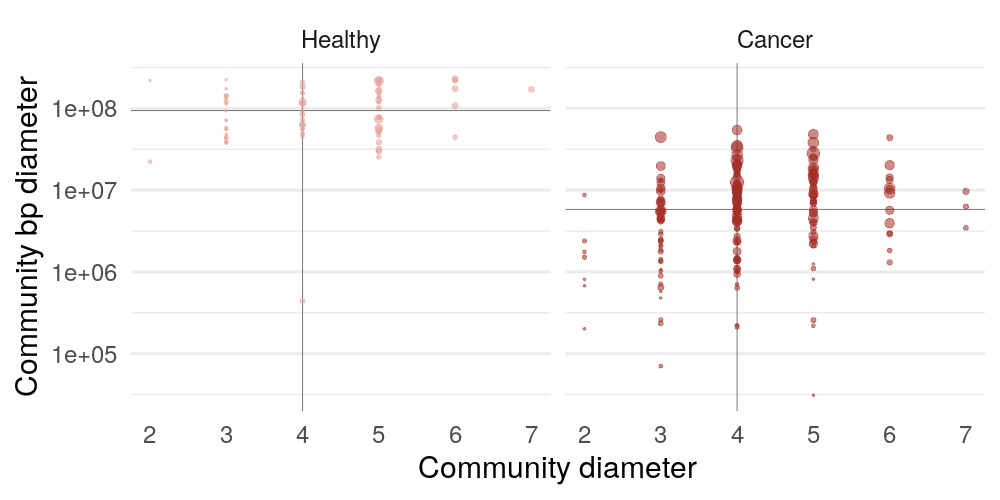 Healthy
Cancer
Community bp diameter
1e+08
1e+07
1e+06
1e+05
2 3 4 5 6 7
2 3 4 5 6 7
Community diameter